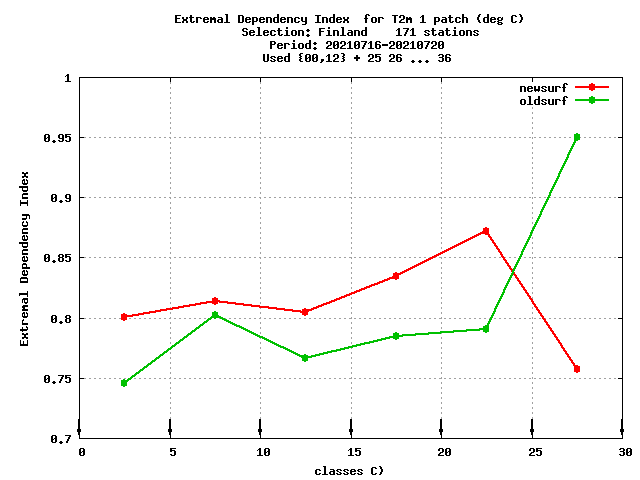 Extremal Dependency Index  for T2m 1 patch (deg C)
Selection: Finland    171 stations
Period: 20210716-20210720
Used {00,12} + 25 26 ... 36
newsurf
oldsurf
1
0.95
0.9
0.85
0.8
0.75
0.7
Extremal Dependency Index
0 5 10 15 20 25 30
classes C)